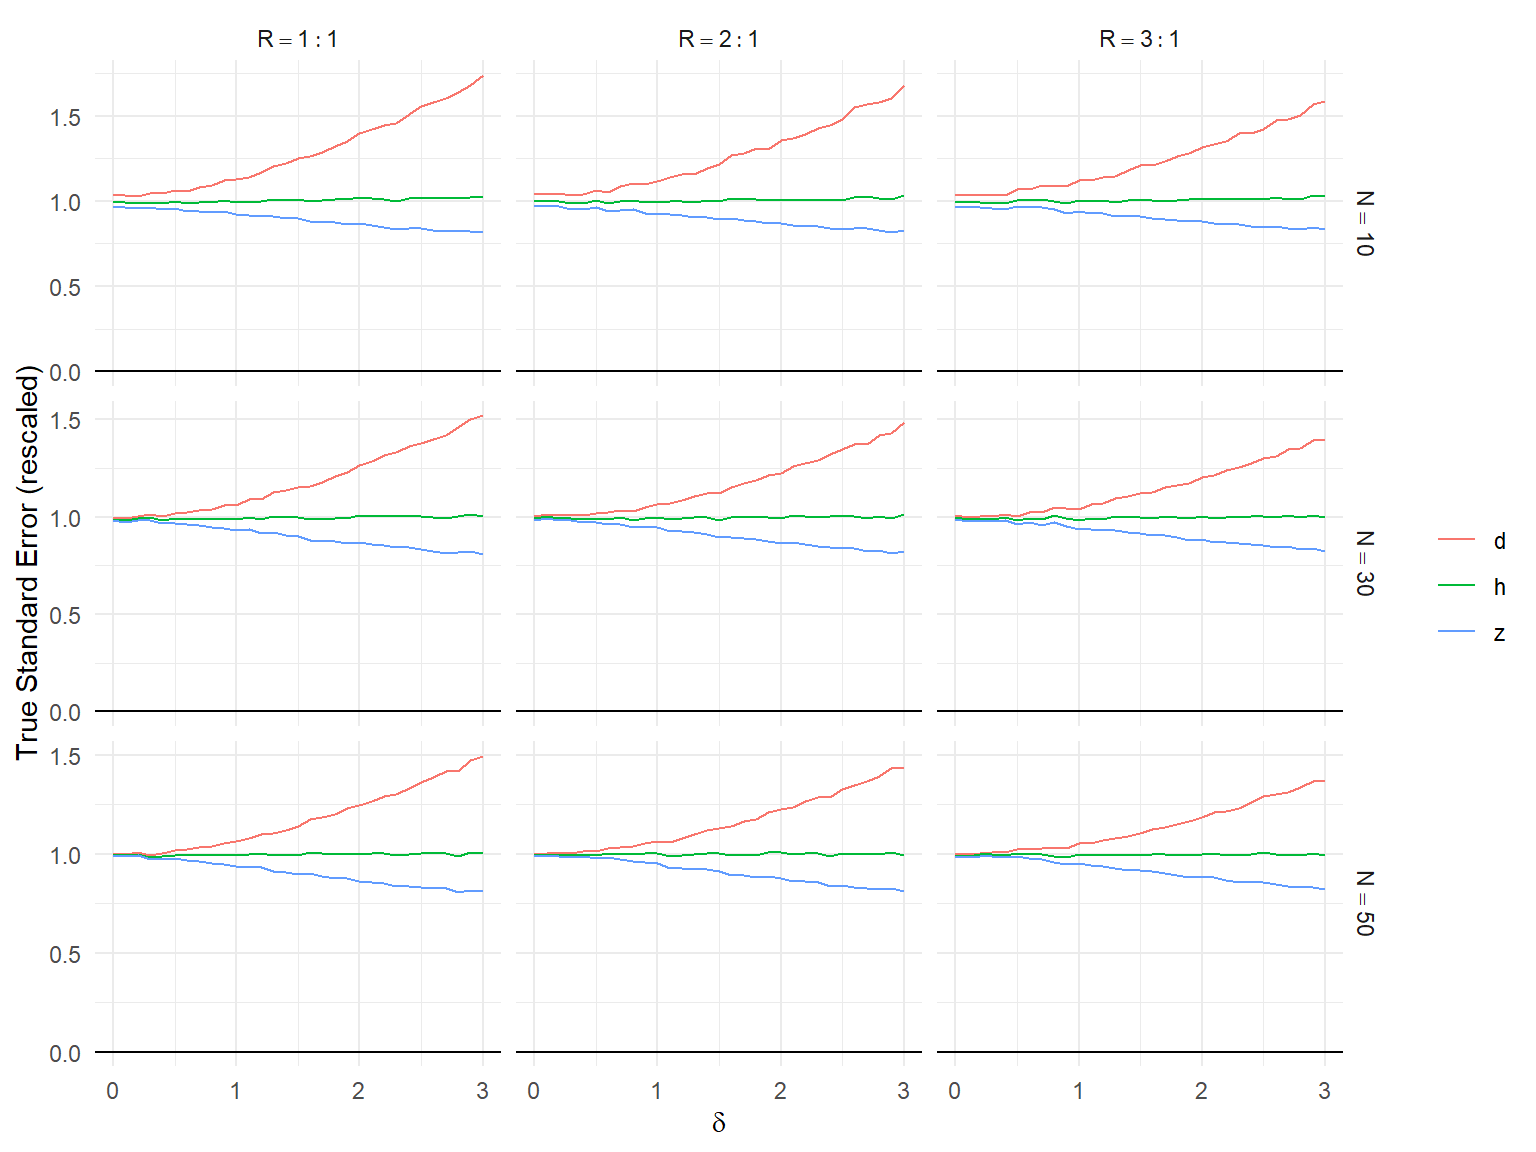 R = 1 : 1
R = 2 : 1
R = 3 : 1
1.5
1.0
0.5
0.0
N = 10
True Standard Error (rescaled)
1.5
1.0
0.5
0.0
N = 30
d
h
z
1.5
1.0
0.5
0.0
N = 50
0 1 2 3
0 1 2 3
0 1 2 3
δ